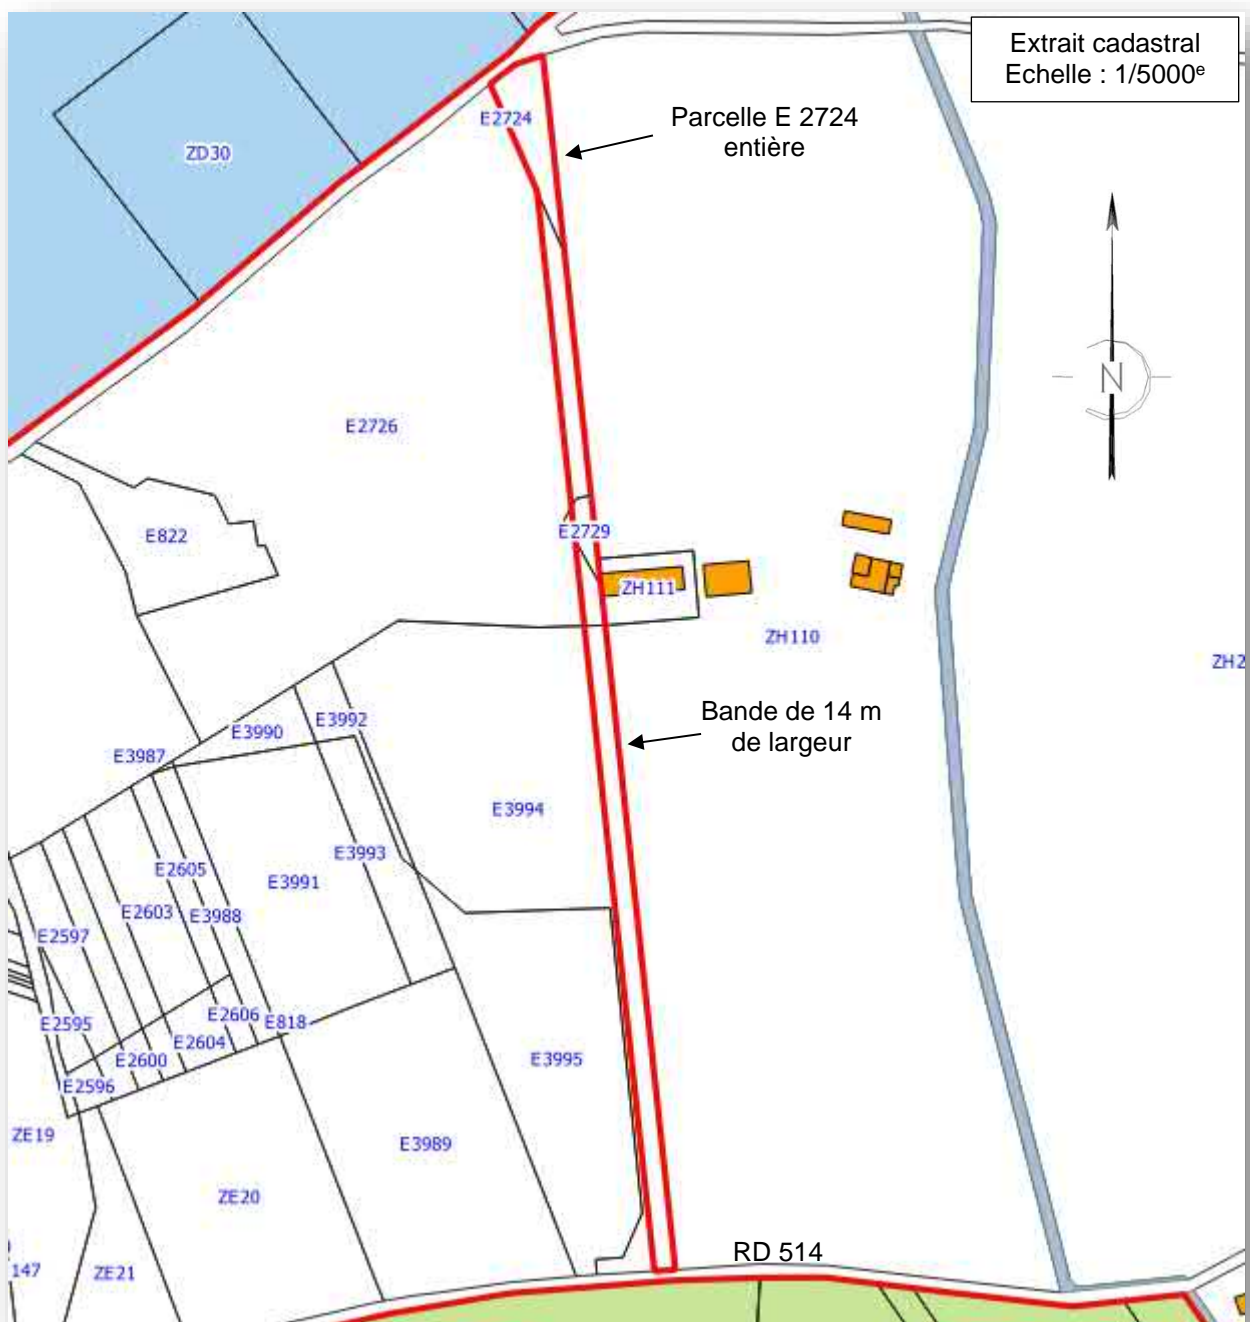 Extrait cadastral
Echelle : 1/5000e
E2724
Parcelle E 2724
entière
ZD30
N
E2726
E2729
E822
ZH111
ZH110
ZH2
Bande de 14 m
de largeur
E3992
E3990
E3987
E3994
E3993
E2605
E3991
E2603
E3988
E2597
E2606
E818
E2595
E2604
E2600
E3995
E2596
ZE19
E3989
ZE20
RD 514
147
ZE21